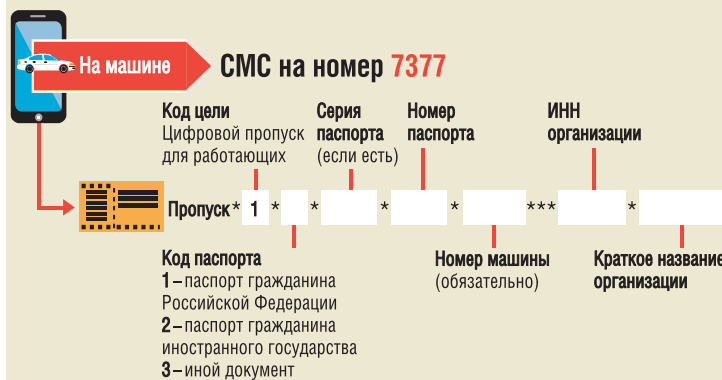 На машине
СМС на номер 7377
Код цели
Цифровой пропуск
для работающих
Серия
паспорта
(если есть)
Номер
паспорта
ИНН
организации
Пропуск* 1 * * * * *** *
Код паспорта
1–паспорт гражданина
Российской Федерации
2–паспорт гражданина
иностранного государства
3–иной документ
Номер машины
(обязательно)
Краткое название
организации